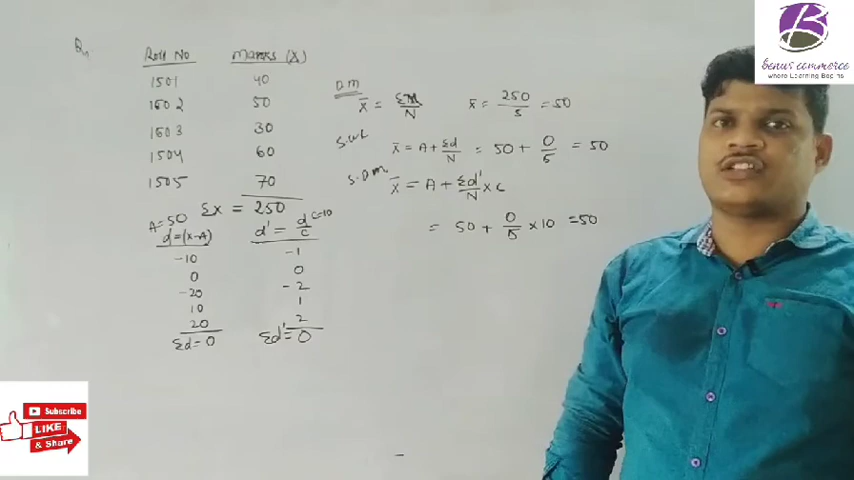 Qn
Roll No Marks (X)
1501 40
1502 50
1503 30
1504 60
1505 70
Σx = 250
A=50
d=(x-A)
-10
0
-20
10
20
Σd=0
d' = d/c c=10
-1
0
-2
1
2
Σd'=0
D.M
x̄ = Σx/N x̄ = 250/5 = 50
x̄ = A + Σd/N = 50 + 0/5 = 50
S.D.M
x̄ = A + Σd'/N x C
= 50 + 0/5 x 10 = 50
benus commerce
where Learning Begins
Subscribe
LIKE
& Share